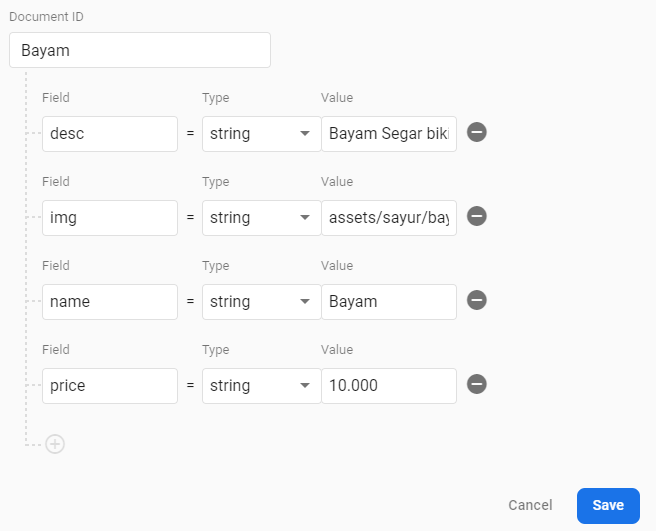 Document ID
Bayam
Field Type Value
desc = string Bayam Segar biki
Field Type Value
img = string assets/sayur/bay
Field Type Value
name = string Bayam
Field Type Value
price = string 10.000
Cancel Save